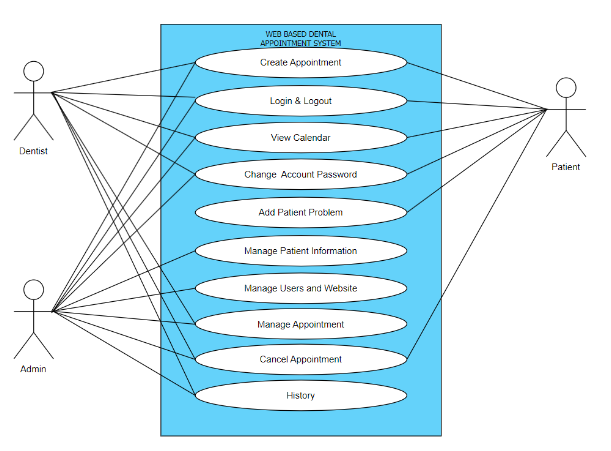 WEB BASED DENTAL
APPOINTMENT SYSTEM
Create Appointment
Login & Logout
View Calendar
Change Account Password
Add Patient Problem
Manage Patient Information
Manage Users and Website
Manage Appointment
Cancel Appointment
History
Dentist
Admin
Patient